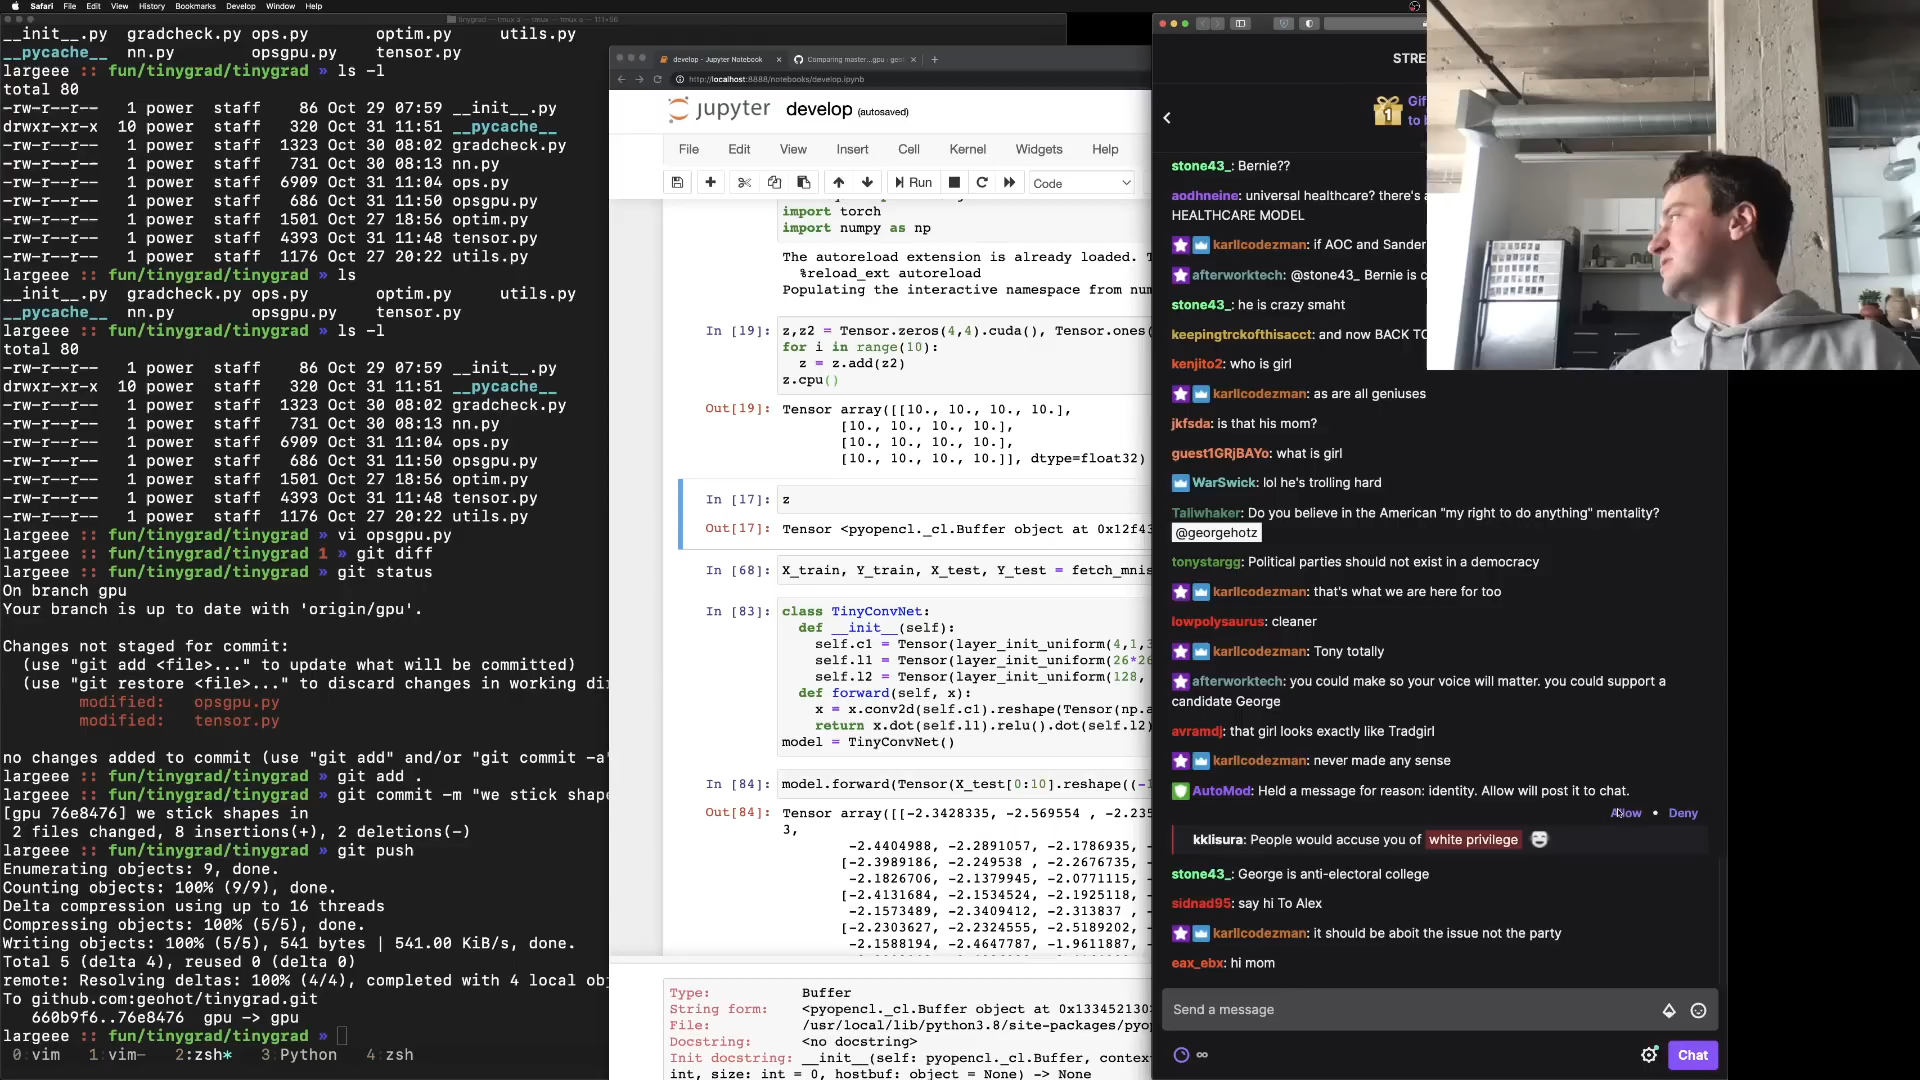 Safari File Edit View History Bookmarks Develop Window Help
tinygrad — tmux a — tmux — tmux a — 111×56
__init__.py gradcheck.py ops.py optim.py utils.py
__pycache__ nn.py opsgpu.py tensor.py
largeee :: fun/tinygrad/tinygrad » ls -l
total 80
-rw-r--r-- 1 power staff 86 Oct 29 07:59 __init__.py
drwxr-xr-x 10 power staff 320 Oct 31 11:51 __pycache__
-rw-r--r-- 1 power staff 1323 Oct 30 08:02 gradcheck.py
-rw-r--r-- 1 power staff 731 Oct 30 08:13 nn.py
-rw-r--r-- 1 power staff 6909 Oct 31 11:04 ops.py
-rw-r--r-- 1 power staff 686 Oct 31 11:50 opsgpu.py
-rw-r--r-- 1 power staff 1501 Oct 27 18:56 optim.py
-rw-r--r-- 1 power staff 4393 Oct 31 11:48 tensor.py
-rw-r--r-- 1 power staff 1176 Oct 27 20:22 utils.py
largeee :: fun/tinygrad/tinygrad » ls
__init__.py gradcheck.py ops.py optim.py utils.py
__pycache__ nn.py opsgpu.py tensor.py
largeee :: fun/tinygrad/tinygrad » ls -l
total 80
-rw-r--r-- 1 power staff 86 Oct 29 07:59 __init__.py
drwxr-xr-x 10 power staff 320 Oct 31 11:51 __pycache__
-rw-r--r-- 1 power staff 1323 Oct 30 08:02 gradcheck.py
-rw-r--r-- 1 power staff 731 Oct 30 08:13 nn.py
-rw-r--r-- 1 power staff 6909 Oct 31 11:04 ops.py
-rw-r--r-- 1 power staff 686 Oct 31 11:50 opsgpu.py
-rw-r--r-- 1 power staff 1501 Oct 27 18:56 optim.py
-rw-r--r-- 1 power staff 4393 Oct 31 11:48 tensor.py
-rw-r--r-- 1 power staff 1176 Oct 27 20:22 utils.py
largeee :: fun/tinygrad/tinygrad » vi opsgpu.py
largeee :: fun/tinygrad/tinygrad 1 » git diff
largeee :: fun/tinygrad/tinygrad » git status
On branch gpu
Your branch is up to date with 'origin/gpu'.
Changes not staged for commit:
(use "git add <file>..." to update what will be committed)
(use "git restore <file>..." to discard changes in working di
modified: opsgpu.py
modified: tensor.py
no changes added to commit (use "git add" and/or "git commit -a"
largeee :: fun/tinygrad/tinygrad » git add .
largeee :: fun/tinygrad/tinygrad » git commit -m "we stick shape
[gpu 76e8476] we stick shapes in
2 files changed, 8 insertions(+), 2 deletions(-)
largeee :: fun/tinygrad/tinygrad » git push
Enumerating objects: 9, done.
Counting objects: 100% (9/9), done.
Delta compression using up to 16 threads
Compressing objects: 100% (5/5), done.
Writing objects: 100% (5/5), 541 bytes | 541.00 KiB/s, done.
Total 5 (delta 4), reused 0 (delta 0)
remote: Resolving deltas: 100% (4/4), completed with 4 local ob
To github.com:geohot/tinygrad.git
660b9f6..76e8476 gpu -> gpu
largeee :: fun/tinygrad/tinygrad »
0:vim 1:vim- 2:zsh* 3:Python 4:zsh
develop - Jupyter Notebook Comparing master...gpu · geo
http://localhost:8888/notebooks/develop.ipynb
jupyter develop (autosaved)
File Edit View Insert Cell Kernel Widgets Help
Run Code
import torch
import numpy as np
The autoreload extension is already loaded. T
%reload_ext autoreload
Populating the interactive namespace from num
In [19]: z,z2 = Tensor.zeros(4,4).cuda(), Tensor.ones(
for i in range(10):
z = z.add(z2)
z.cpu()
Out[19]: Tensor array([[10., 10., 10., 10.],
[10., 10., 10., 10.],
[10., 10., 10., 10.],
[10., 10., 10., 10.]], dtype=float32)
In [17]: z
Out[17]: Tensor <pyopencl._cl.Buffer object at 0x12f43
In [68]: X_train, Y_train, X_test, Y_test = fetch_mnis
In [83]: class TinyConvNet:
def __init__(self):
self.c1 = Tensor(layer_init_uniform(4,1,3
self.l1 = Tensor(layer_init_uniform(26*26
self.l2 = Tensor(layer_init_uniform(128,
def forward(self, x):
x = x.conv2d(self.c1).reshape(Tensor(np.a
return x.dot(self.l1).relu().dot(self.l2)
model = TinyConvNet()
In [84]: model.forward(Tensor(X_test[0:10].reshape((-1
Out[84]: Tensor array([[-2.3428335, -2.569554 , -2.235
3,
-2.4404988, -2.2891057, -2.1786935,
[-2.3989186, -2.249538 , -2.2676735,
-2.1826706, -2.1379945, -2.0771115,
[-2.4131684, -2.1534524, -2.1925118,
-2.1573489, -2.3409412, -2.313837 ,
[-2.2303627, -2.2324555, -2.5189202,
-2.1588194, -2.4647787, -1.9611887,
Type: Buffer
String form: <pyopencl._cl.Buffer object at 0x133452130>
File: /usr/local/lib/python3.8/site-packages/pyop
Docstring: <no docstring>
Init docstring: __init__(self: pyopencl._cl.Buffer, contex
int, size: int = 0, hostbuf: object = None) -> None
STRE
1
Gif
to b
stone43_: Bernie??
aodhneine: universal healthcare? there's a
HEALTHCARE MODEL
karllcodezman: if AOC and Sander
afterworktech: @stone43_ Bernie is c
stone43_: he is crazy smaht
keepingtrckofthisacct: and now BACK TO
kenjito2: who is girl
karllcodezman: as are all geniuses
jkfsda: is that his mom?
guest1GRjBAYo: what is girl
WarSwick: lol he's trolling hard
Taliwhaker: Do you believe in the American "my right to do anything" mentality?
@georgehotz
tonystargg: Political parties should not exist in a democracy
karllcodezman: that's what we are here for too
lowpolysaurus: cleaner
karllcodezman: Tony totally
afterworktech: you could make so your voice will matter. you could support a
candidate George
avramdj: that girl looks exactly like Tradgirl
karllcodezman: never made any sense
AutoMod: Held a message for reason: identity. Allow will post it to chat.
Allow • Deny
kklisura: People would accuse you of white privilege
stone43_: George is anti-electoral college
sidnad95: say hi To Alex
karllcodezman: it should be aboit the issue not the party
eax_ebx: hi mom
Send a message
∞
Chat